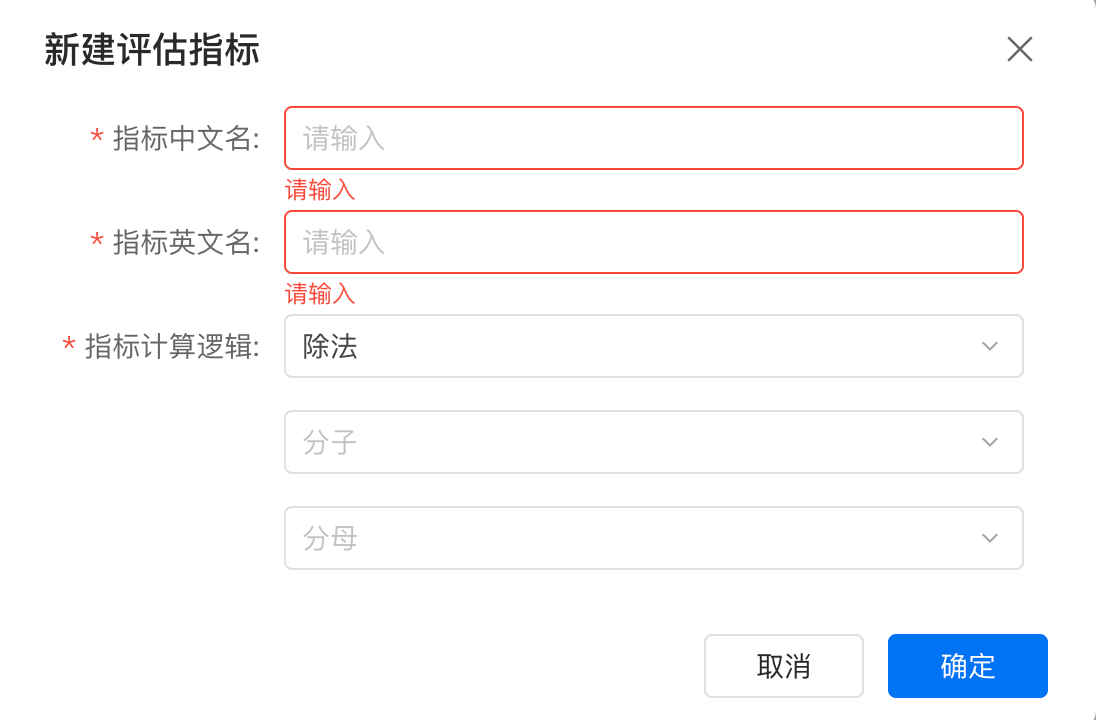 新建评估指标
* 指标中文名: 请输入
请输入
* 指标英文名: 请输入
请输入
* 指标计算逻辑: 除法
分子
分母
取消 确定